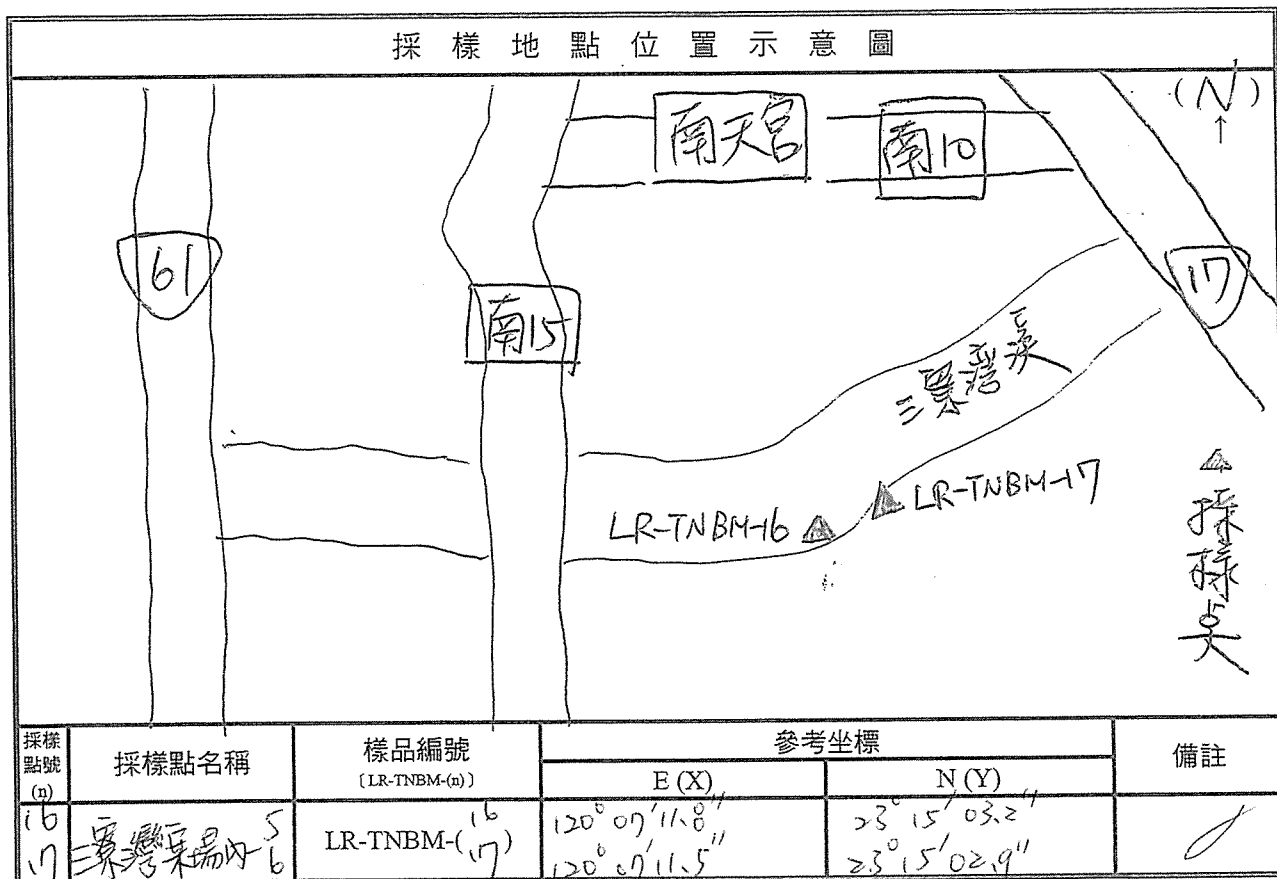 採樣地點位置示意圖
(N)
↑
南天宮
南10
61
17
南15
三寮灣溪
LR-TNBM-16
LR-TNBM-17
採樣点
採樣點號(n)
採樣點名稱
樣品編號
〔LR-TNBM-(n)〕
參考坐標
E (X)
N (Y)
備註
16
17
三寮灣棄場內-5
6
LR-TNBM-(16
17)
120° 07' 11.8"
120° 07' 11.5"
23° 15' 03.2"
23° 15' 02.9"